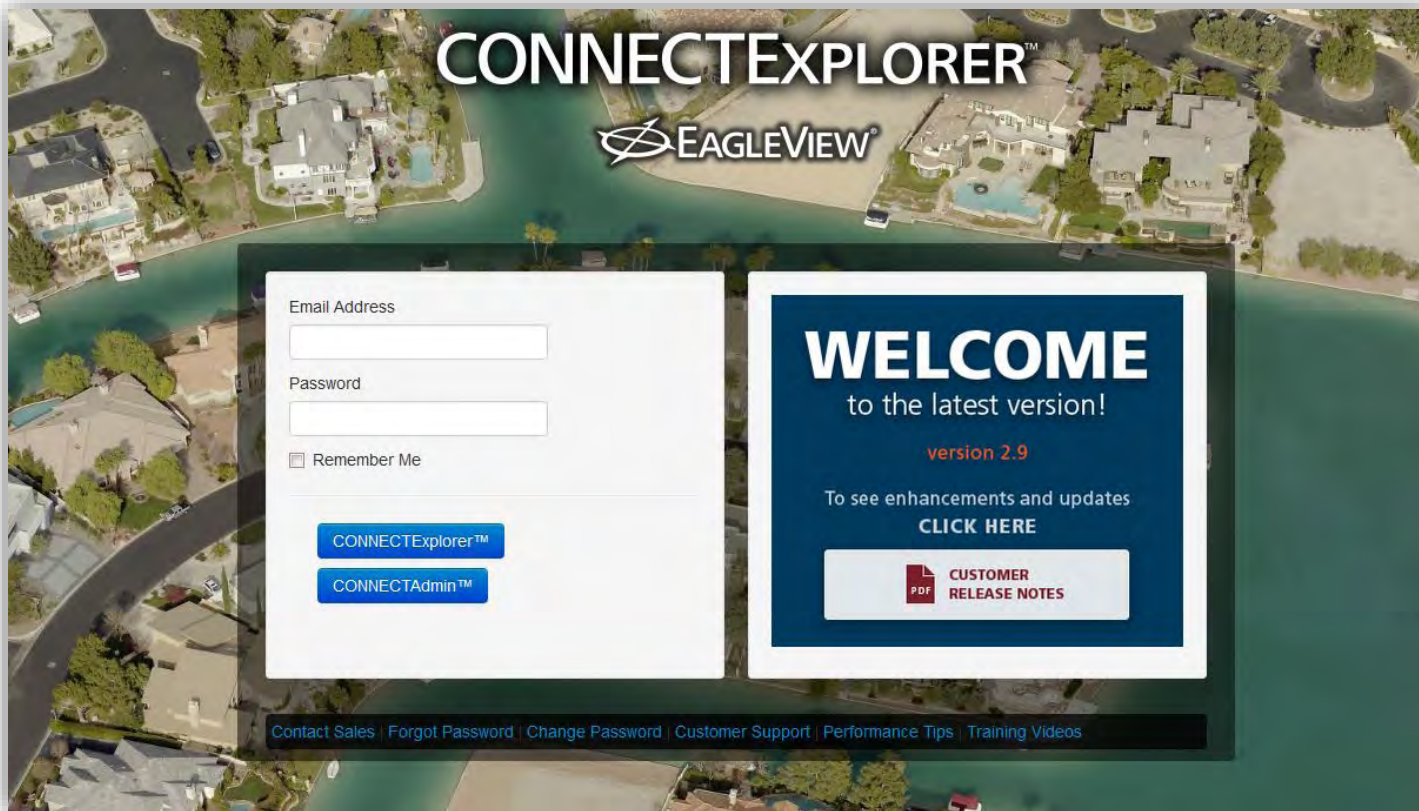 CONNECTEXPLORER™
EAGLEVIEW®
Email Address
Password
Remember Me
CONNECTExplorer™
CONNECTAdmin™
WELCOME
to the latest version!
version 2.9
To see enhancements and updates
CLICK HERE
PDF
CUSTOMER
RELEASE NOTES
Contact Sales | Forgot Password | Change Password | Customer Support | Performance Tips | Training Videos